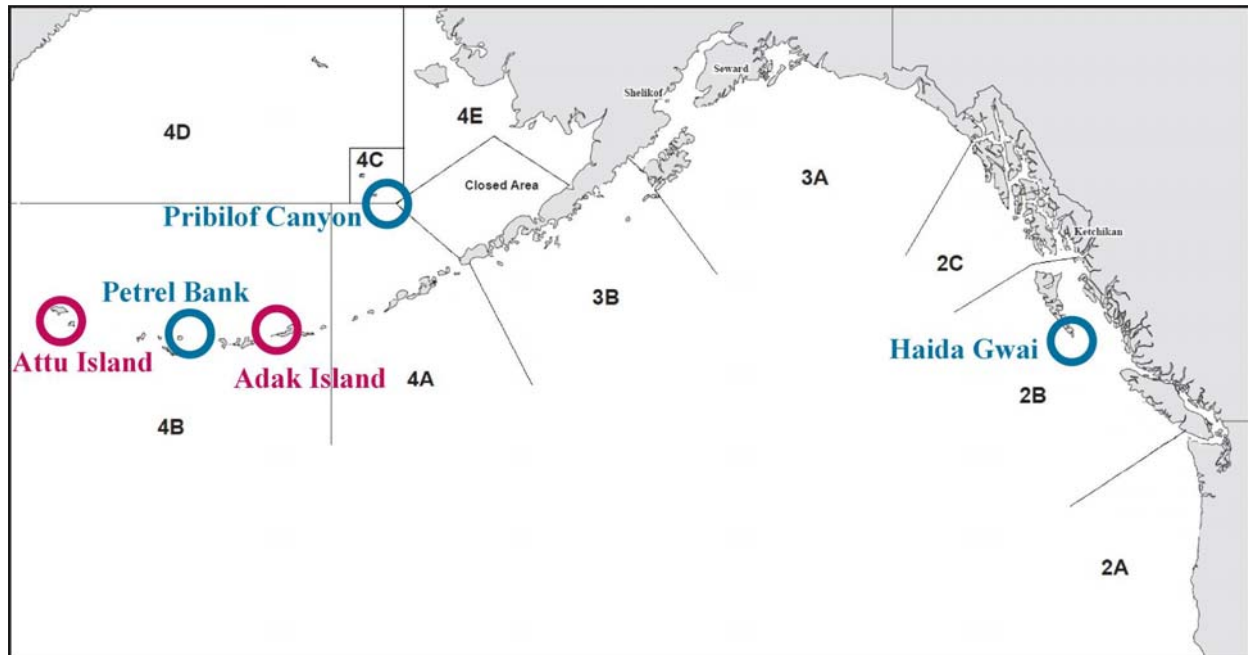 Seward
Shelikof
4E
4D
4C
3A
Closed Area
Pribilof Canyon
Ketchikan
2C
Petrel Bank
3B
Haida Gwai
Attu Island
Adak Island
4A
2B
4B
2A